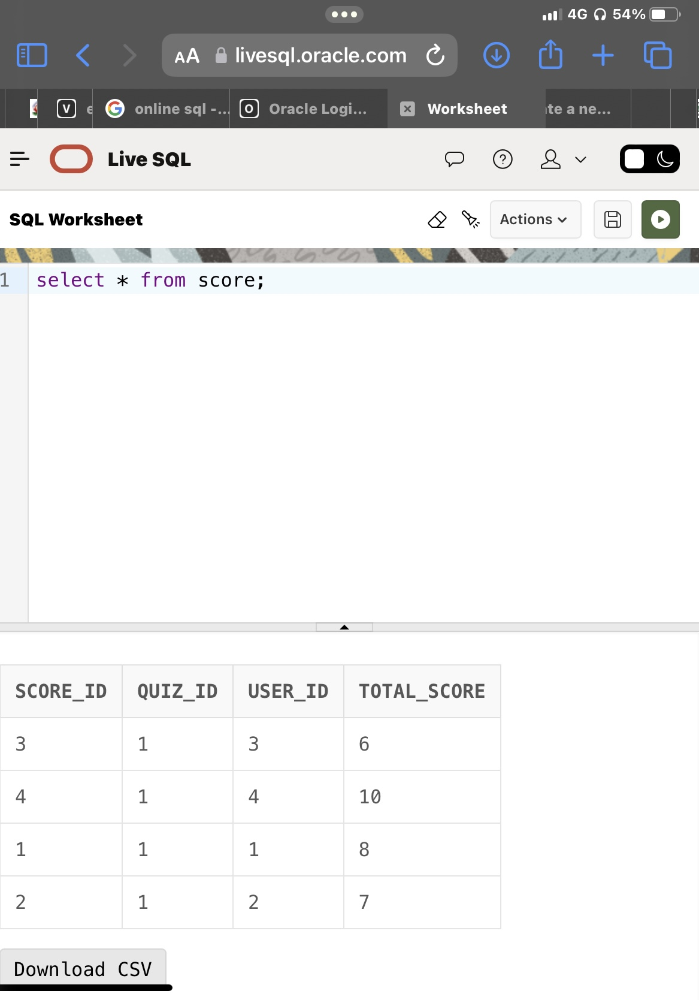 4G 54%
AA livesql.oracle.com
V e online sql -... O Oracle Logi... Worksheet te a ne...
Live SQL
SQL Worksheet Actions
1 select * from score;
SCORE_ID QUIZ_ID USER_ID TOTAL_SCORE
3 1 3 6
4 1 4 10
1 1 1 8
2 1 2 7
Download CSV